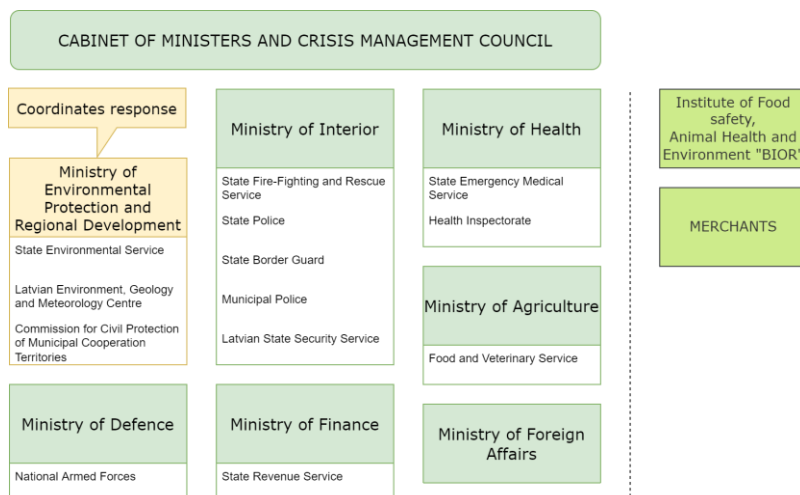 CABINET OF MINISTERS AND CRISIS MANAGEMENT COUNCIL
Coordinates response
Ministry of
Environmental
Protection and
Regional Development
State Environmental Service
Latvian Environment, Geology
and Meteorology Centre
Commission for Civil Protection
of Municipal Cooperation
Territories
Ministry of Interior
State Fire-Fighting and Rescue
Service
State Police
State Border Guard
Municipal Police
Latvian State Security Service
Ministry of Health
State Emergency Medical
Service
Health Inspectorate
Ministry of Agriculture
Food and Veterinary Service
Ministry of Defence
National Armed Forces
Ministry of Finance
State Revenue Service
Ministry of Foreign
Affairs
Institute of Food
safety,
Animal Health and
Environment "BIOR"
MERCHANTS